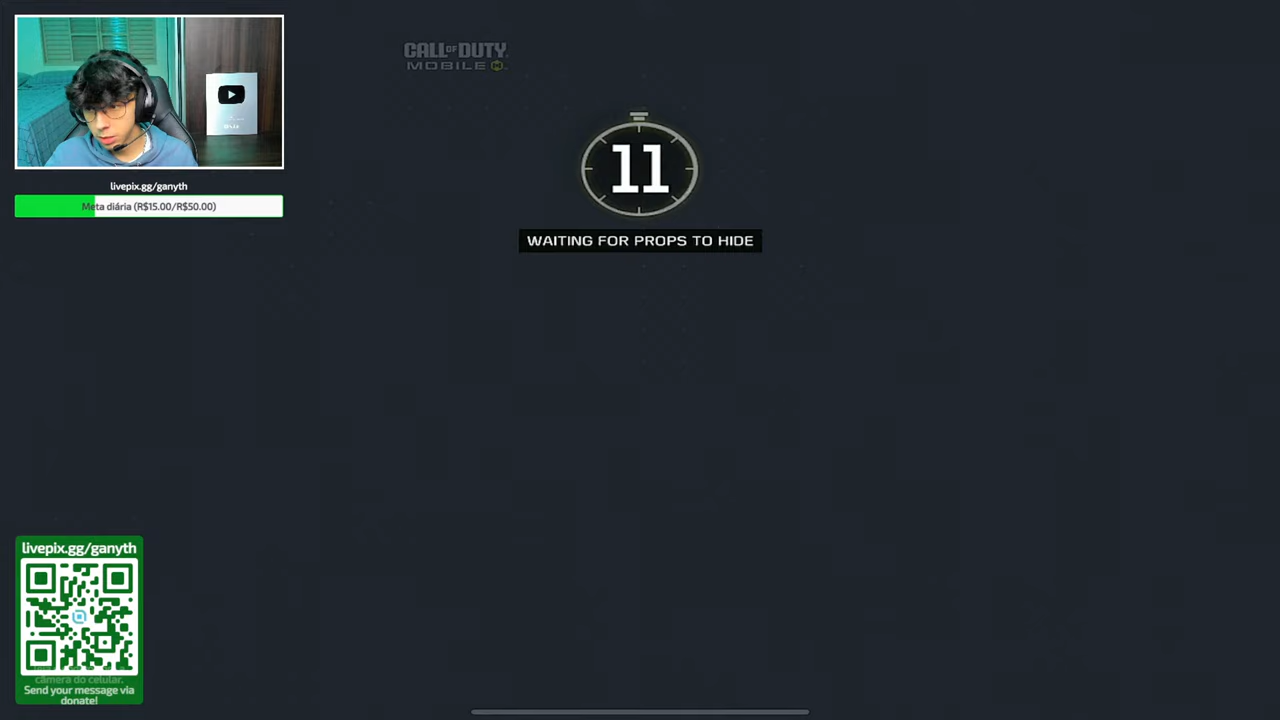 CALL OF DUTY
MOBILE
11
WAITING FOR PROPS TO HIDE
livepix.gg/ganyth
Meta diária (R$15.00/R$50.00)
livepix.gg/ganyth
câmera do celular.
Send your message via
donate!